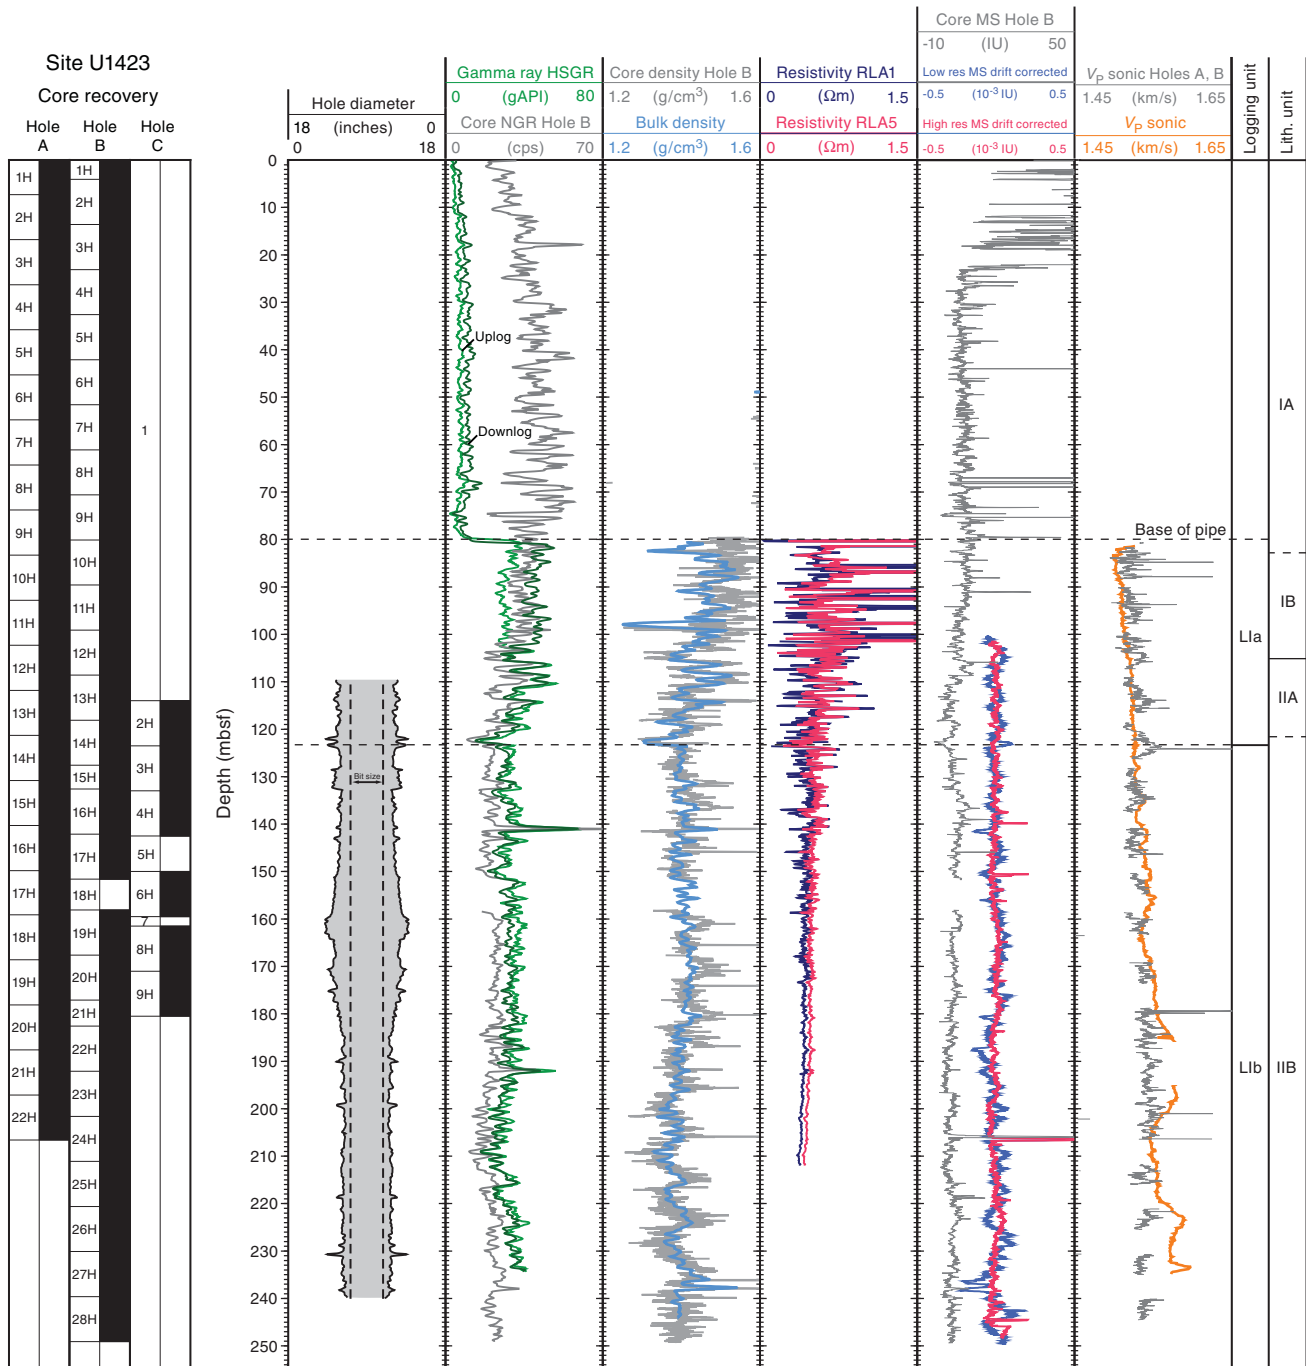 Site U1423
Core recovery
Hole A
Hole B
Hole C
Hole diameter
18 (inches) 0
0 18
Gamma ray HSGR
0 (gAPI) 80
Core NGR Hole B
0 (cps) 70
Core density Hole B
1.2 (g/cm³) 1.6
Bulk density
1.2 (g/cm³) 1.6
Resistivity RLA1
0 (Ωm) 1.5
Resistivity RLA5
0 (Ωm) 1.5
Core MS Hole B
-10 (IU) 50
Low res MS drift corrected
-0.5 (10⁻³ IU) 0.5
High res MS drift corrected
-0.5 (10⁻³ IU) 0.5
VP sonic Holes A, B
1.45 (km/s) 1.65
VP sonic
1.45 (km/s) 1.65
Logging unit
Lith. unit
1H
2H
3H
4H
5H
6H
7H
8H
9H
10H
11H
12H
13H
14H
15H
16H
17H
18H
19H
20H
21H
22H
1H
2H
3H
4H
5H
6H
7H
8H
9H
10H
11H
12H
13H
14H
15H
16H
17H
18H
19H
20H
21H
22H
23H
24H
25H
26H
27H
28H
1
2H
3H
4H
5H
6H
7
8H
9H
Depth (mbsf)
0
10
20
30
40
50
60
70
80
90
100
110
120
130
140
150
160
170
180
190
200
210
220
230
240
250
Bit size
Uplog
Downlog
Base of pipe
LIa
LIb
IA
IB
IIA
IIB